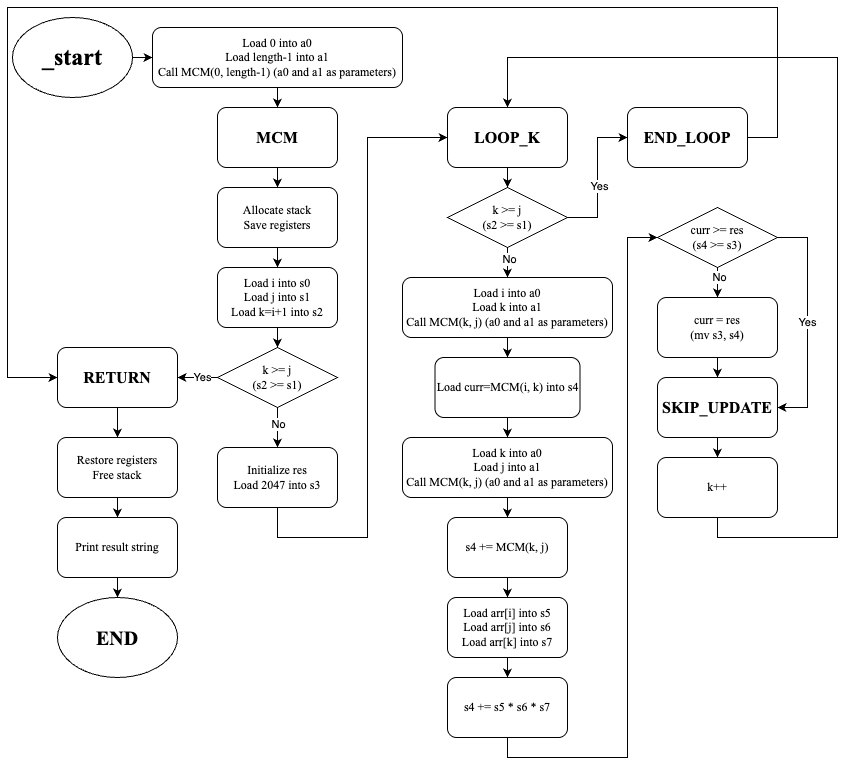 _start
Load 0 into a0
Load length-1 into a1
Call MCM(0, length-1) (a0 and a1 as parameters)
MCM
Allocate stack
Save registers
Load i into s0
Load j into s1
Load k=i+1 into s2
k >= j
(s2 >= s1)
Yes
No
RETURN
Restore registers
Free stack
Print result string
END
Initialize res
Load 2047 into s3
LOOP_K
k >= j
(s2 >= s1)
Yes
No
END_LOOP
Load i into a0
Load k into a1
Call MCM(k, j) (a0 and a1 as parameters)
Load curr=MCM(i, k) into s4
Load k into a0
Load j into a1
Call MCM(k, j) (a0 and a1 as parameters)
s4 += MCM(k, j)
Load arr[i] into s5
Load arr[j] into s6
Load arr[k] into s7
s4 += s5 * s6 * s7
curr >= res
(s4 >= s3)
No
Yes
curr = res
(mv s3, s4)
SKIP_UPDATE
k++